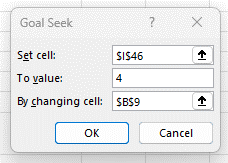 Goal Seek ? ×
Set cell: $I$46
To value: 4
By changing cell: $B$9
OK Cancel